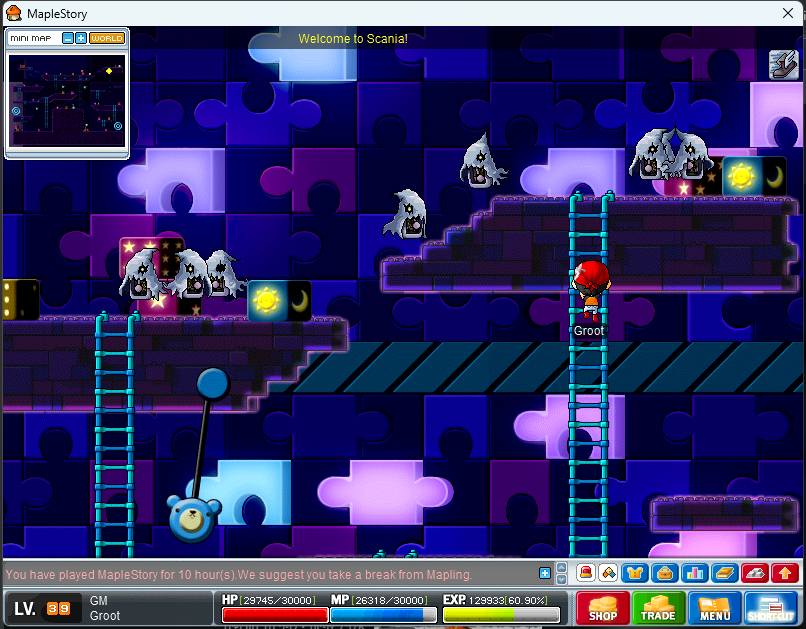 MapleStory
MINI MAP
WORLD
Welcome to Scania!
Groot
You have played MapleStory for 10 hour(s).We suggest you take a break from Mapling.
LV. 39
GM
Groot
HP [29745/30000] MP [26318/30000] EXP 129933[60.90%]
SHOP
TRADE
MENU
SHORT-CUT